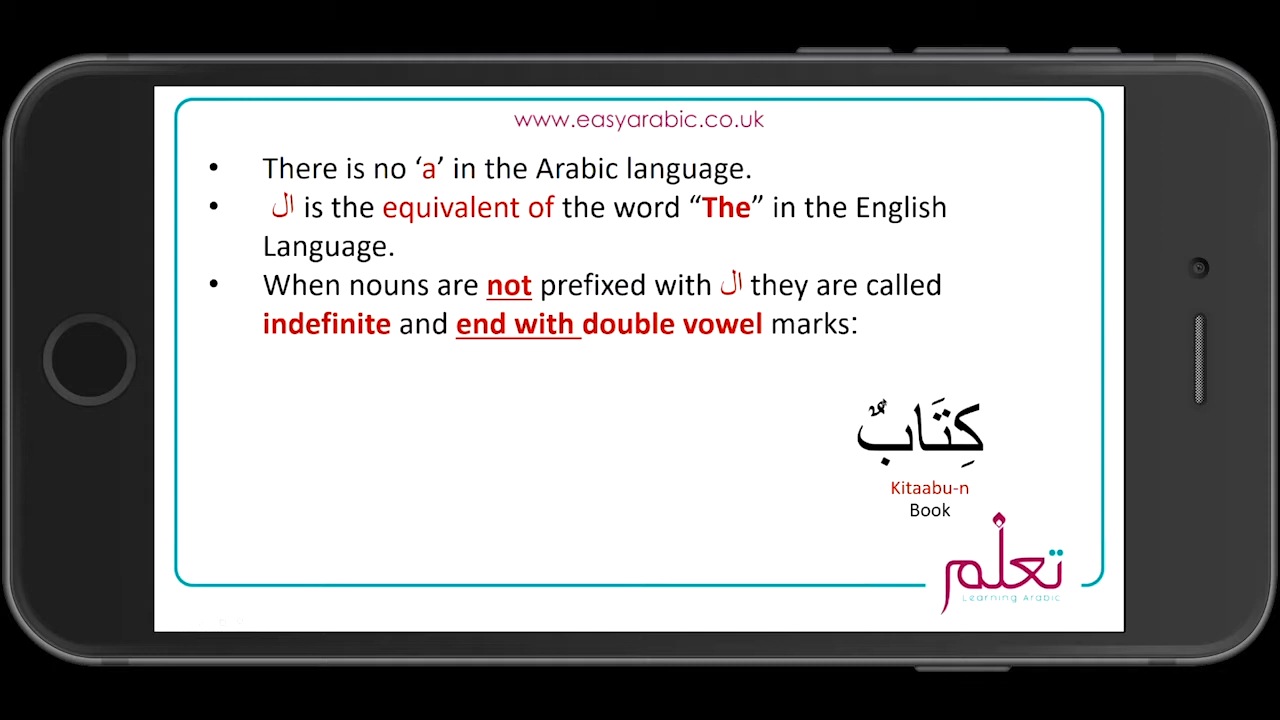 www.easyarabic.co.uk
• There is no ‘a’ in the Arabic language.
• ال is the equivalent of the word “The” in the English
Language.
• When nouns are not prefixed with ال they are called
indefinite and end with double vowel marks:
كِتَابٌ
Kitaabu-n
Book
تعلم
Learning Arabic